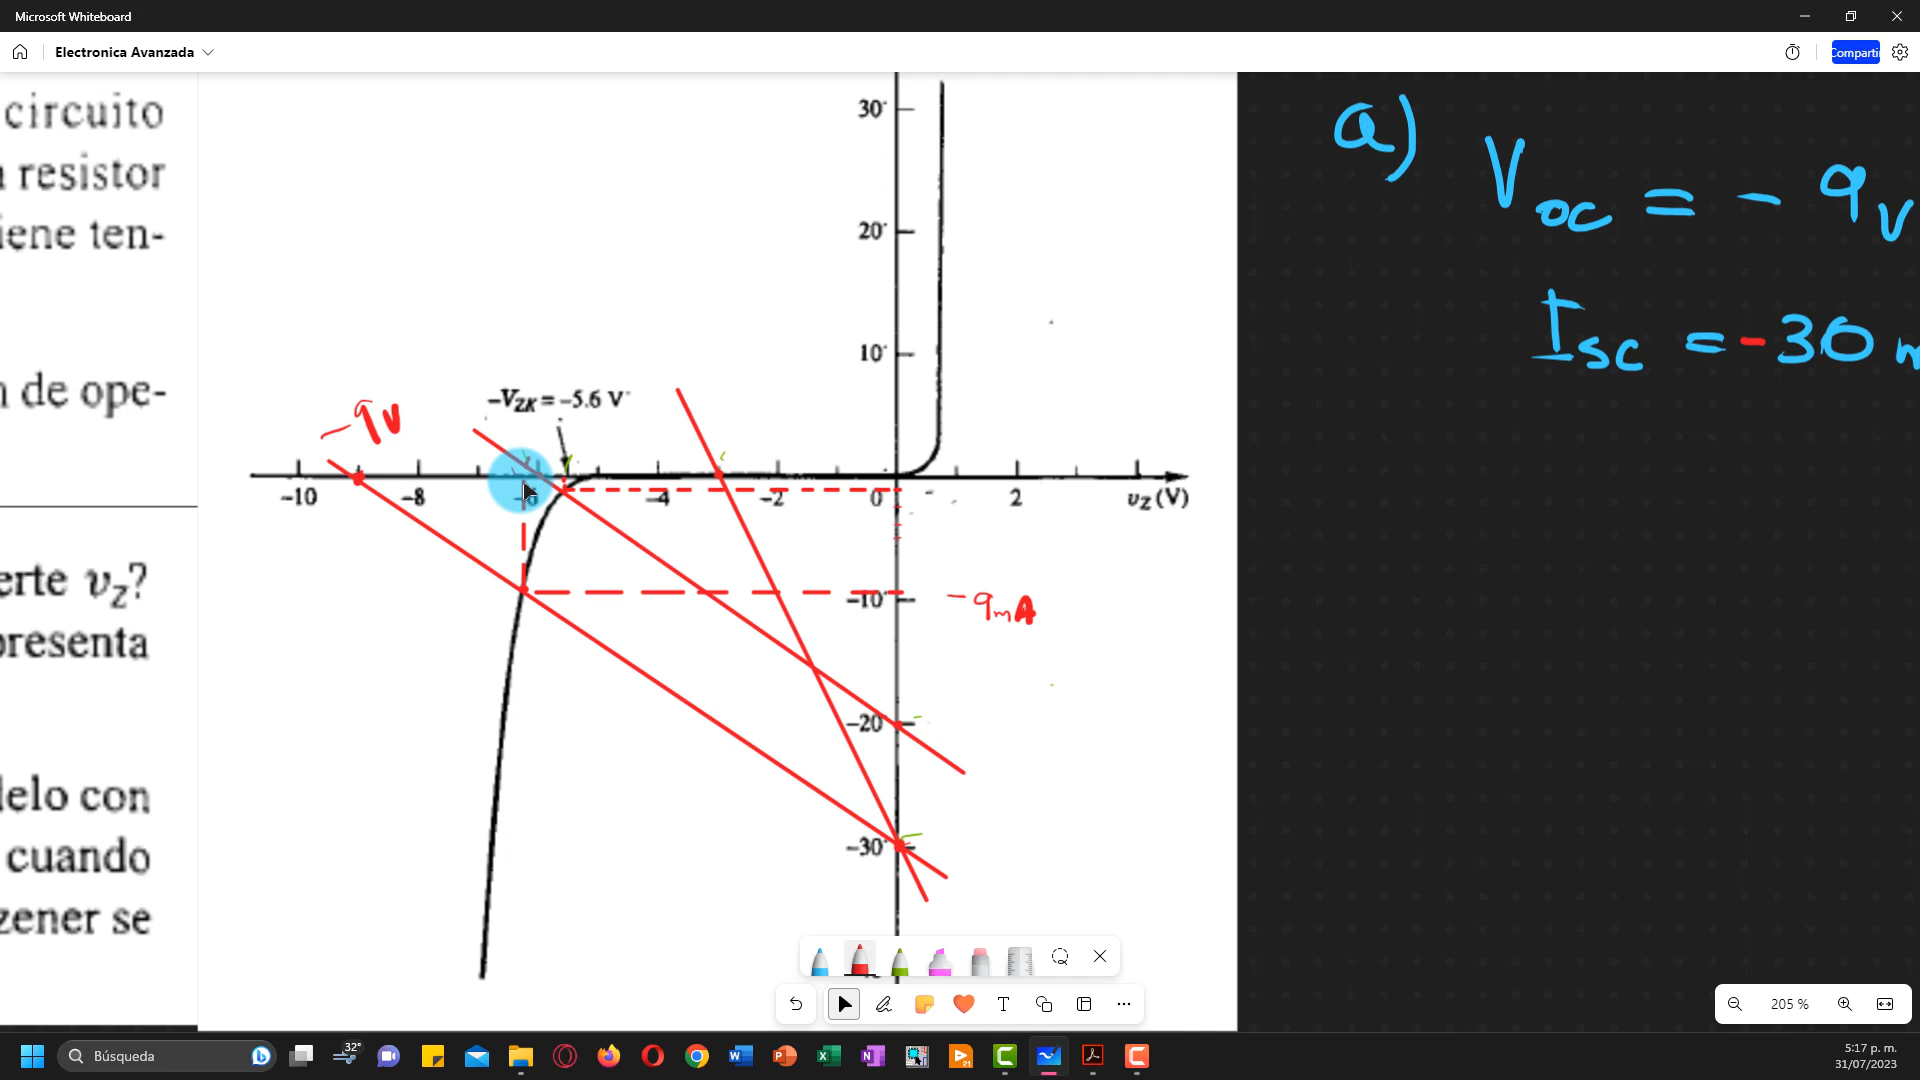 Microsoft Whiteboard
Electronica Avanzada
Comparti
circuito
resistor
iene ten-
n de ope-
erte vz?
presenta
lelo con
cuando
zener se
30
20
10
-VZK = -5.6 V
-9V
-10 -8 -6 -4 -2 0 2 vz (V)
-10
-9mA
-20
-30
a)
Voc = - 9v
Isc = -30 m
205 %
32°
Búsqueda
5:17 p. m.
31/07/2023